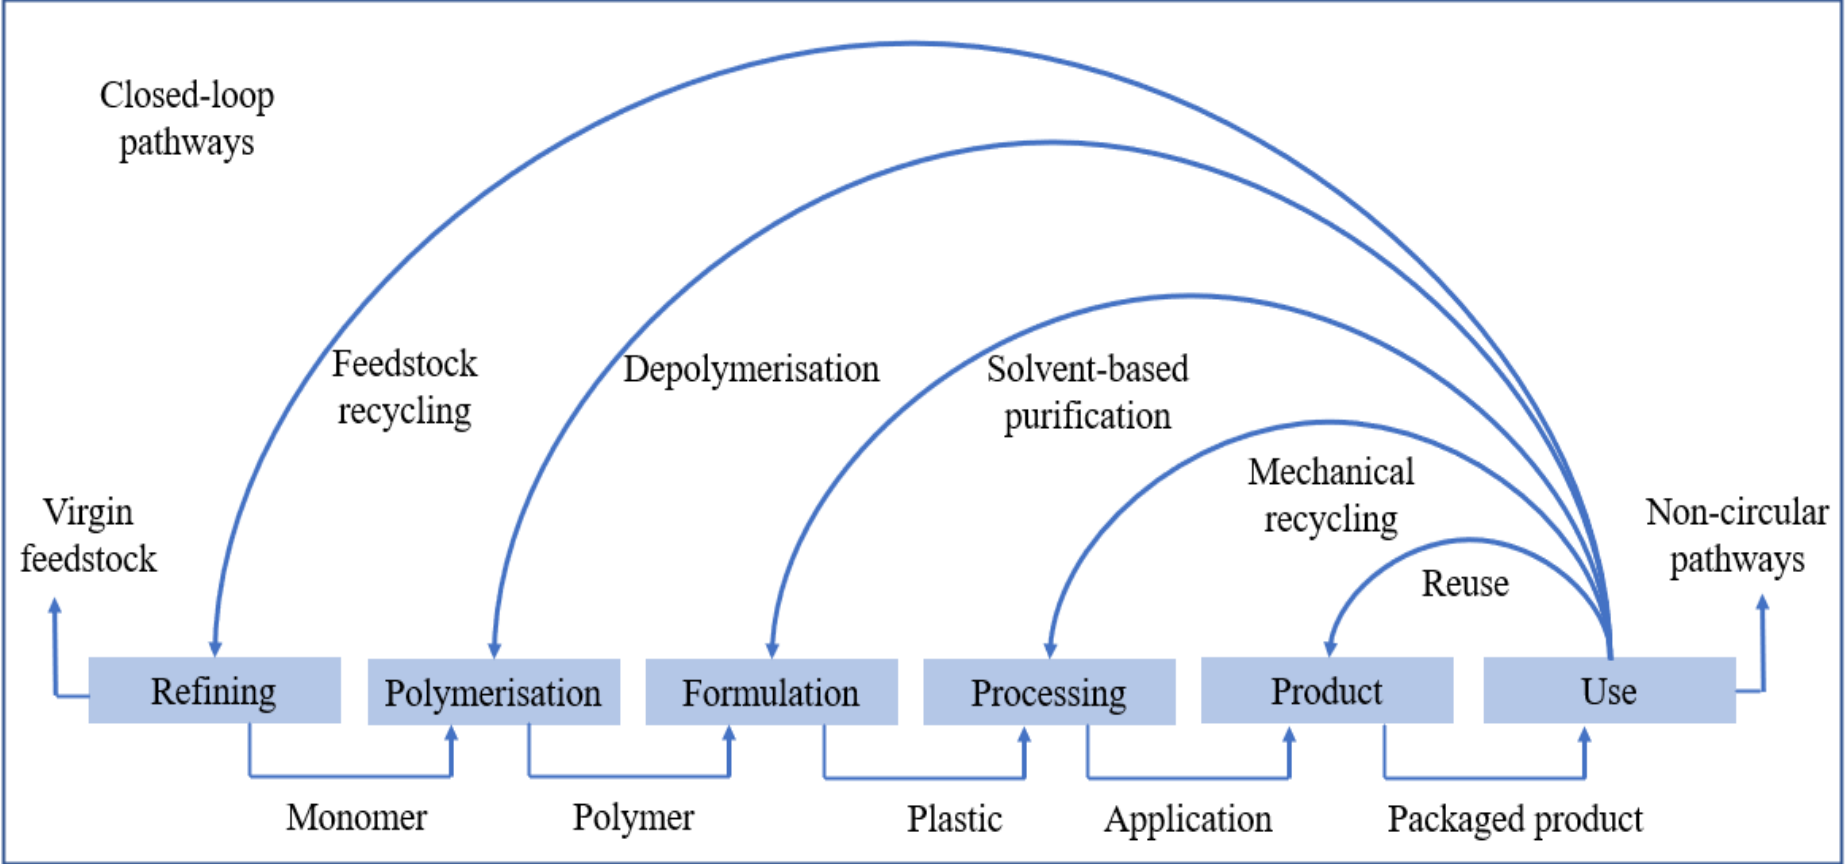 Closed-loop
pathways
Feedstock
recycling
Depolymerisation
Solvent-based
purification
Mechanical
recycling
Reuse
Virgin
feedstock
Non-circular
pathways
Refining
Polymerisation
Formulation
Processing
Product
Use
Monomer
Polymer
Plastic
Application
Packaged product